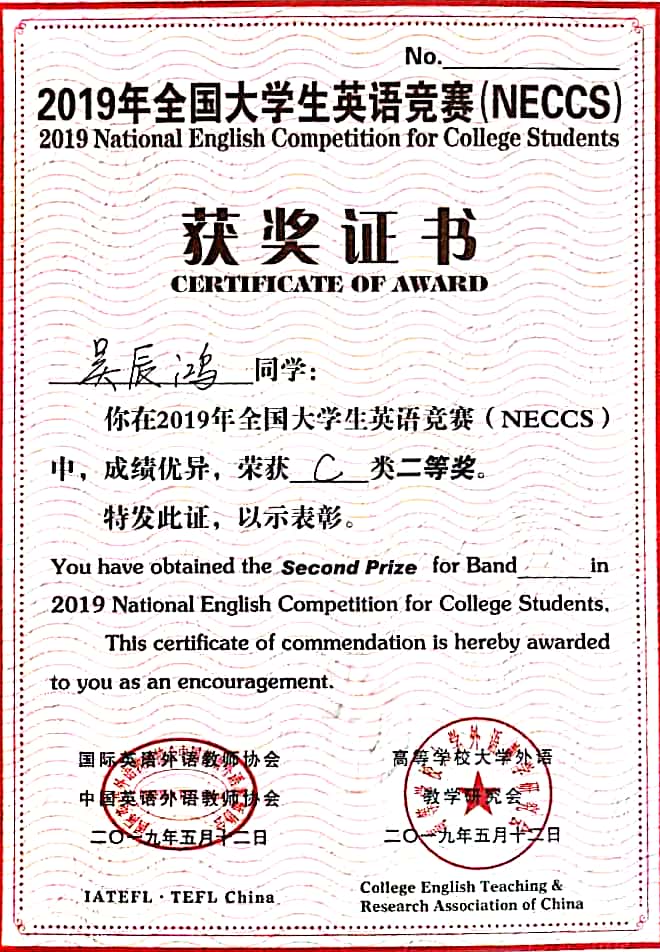 No.
2019年全国大学生英语竞赛(NECCS)
2019 National English Competition for College Students
获奖证书
CERTIFICATE OF AWARD
吴辰鸿 同学：
你在2019年全国大学生英语竞赛（NECCS）
中，成绩优异，荣获 C 类二等奖。
特发此证，以示表彰。
You have obtained the Second Prize for Band in
2019 National English Competition for College Students.
This certificate of commendation is hereby awarded
to you as an encouragement.
国际英语外语教师协会
中国英语外语教师协会
二〇一九年五月十二日
IATEFL · TEFL China
高等学校大学外语
教学研究会
二〇一九年五月十二日
College English Teaching &
Research Association of China